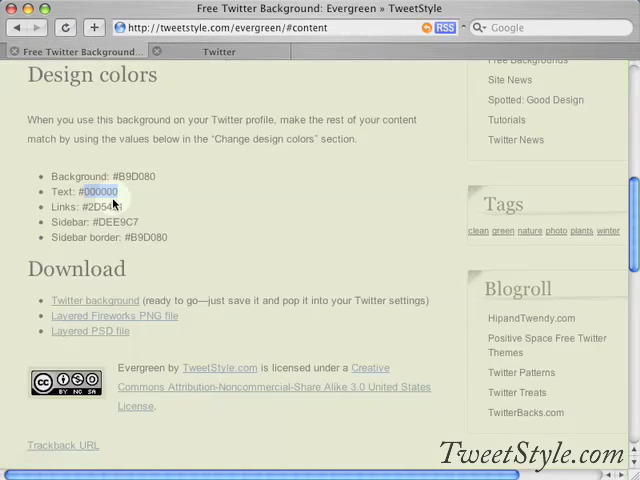 Free Twitter Background: Evergreen » TweetStyle
http://tweetstyle.com/evergreen/#content
RSS
Google
Free Twitter Background...
Twitter
Design colors
When you use this background on your Twitter profile, make the rest of your content
match by using the values below in the “Change design colors” section.
Background: #B9D080
Text: #000000
Links: #2D54
Sidebar: #DEE9C7
Sidebar border: #B9D080
Download
Twitter background (ready to go—just save it and pop it into your Twitter settings)
Layered Fireworks PNG file
Layered PSD file
cc
BY NC SA
Evergreen by TweetStyle.com is licensed under a Creative
Commons Attribution-Noncommercial-Share Alike 3.0 United States
License.
Trackback URL
Free Backgrounds
Site News
Spotted: Good Design
Tutorials
Twitter News
Tags
clean green nature photo plants winter
Blogroll
HipandTwendy.com
Positive Space Free Twitter
Themes
Twitter Patterns
Twitter Treats
TwitterBacks.com
TweetStyle.com